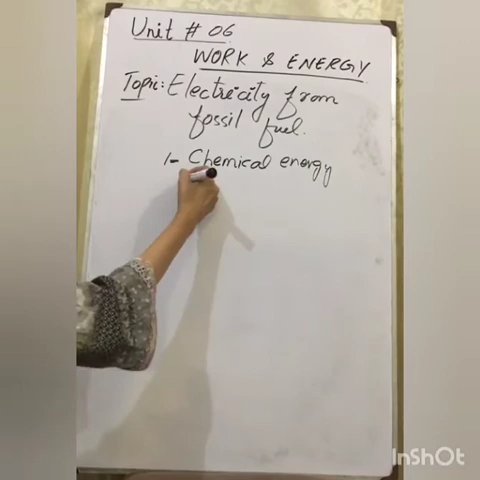 Unit # 06
WORK & ENERGY
Topic: Electricity from
fossil fuel.
1- Chemical energy
InShOt